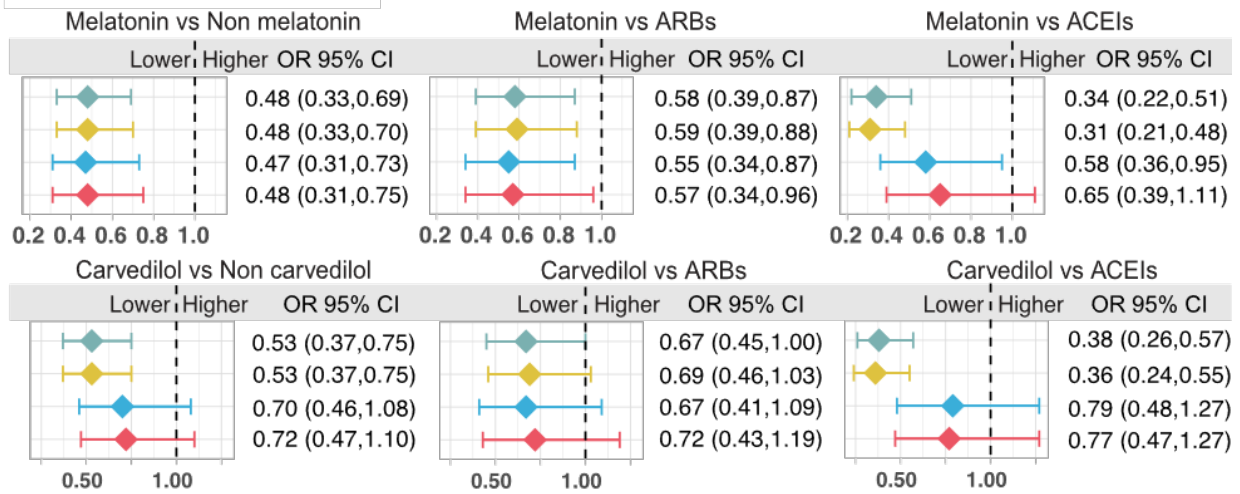 Melatonin vs Non melatonin
Lower Higher OR 95% CI
0.48 (0.33,0.69)
0.48 (0.33,0.70)
0.47 (0.31,0.73)
0.48 (0.31,0.75)
0.2 0.4 0.6 0.8 1.0
Melatonin vs ARBs
Lower Higher OR 95% CI
0.58 (0.39,0.87)
0.59 (0.39,0.88)
0.55 (0.34,0.87)
0.57 (0.34,0.96)
0.2 0.4 0.6 0.8 1.0
Melatonin vs ACEIs
Lower Higher OR 95% CI
0.34 (0.22,0.51)
0.31 (0.21,0.48)
0.58 (0.36,0.95)
0.65 (0.39,1.11)
0.2 0.4 0.6 0.8 1.0
Carvedilol vs Non carvedilol
Lower Higher OR 95% CI
0.53 (0.37,0.75)
0.53 (0.37,0.75)
0.70 (0.46,1.08)
0.72 (0.47,1.10)
0.50 1.00
Carvedilol vs ARBs
Lower Higher OR 95% CI
0.67 (0.45,1.00)
0.69 (0.46,1.03)
0.67 (0.41,1.09)
0.72 (0.43,1.19)
0.50 1.00
Carvedilol vs ACEIs
Lower Higher OR 95% CI
0.38 (0.26,0.57)
0.36 (0.24,0.55)
0.79 (0.48,1.27)
0.77 (0.47,1.27)
0.50 1.00